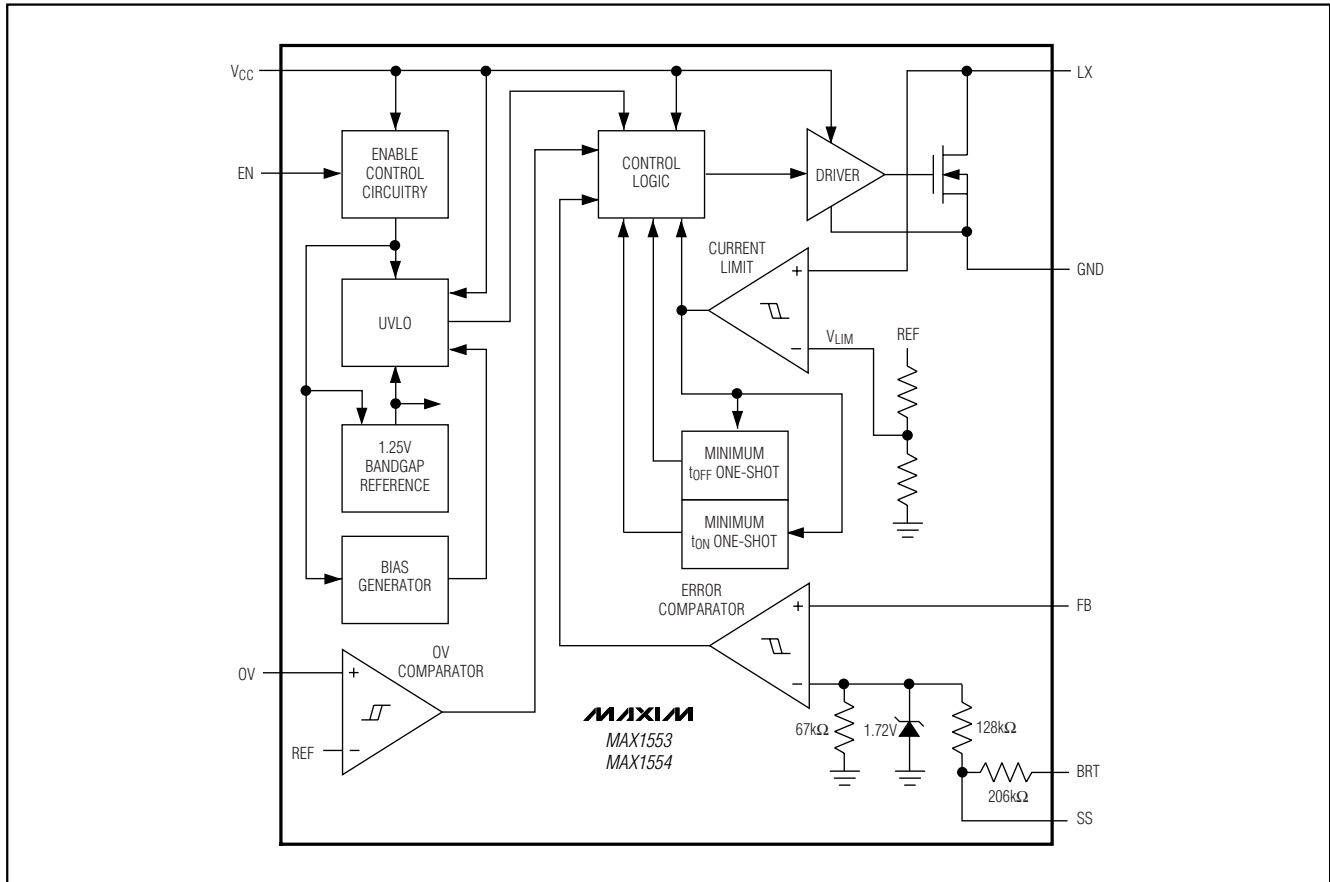 VCC
LX
EN
ENABLE
CONTROL
CIRCUITRY
CONTROL
LOGIC
DRIVER
CURRENT
LIMIT
+
GND
UVLO
VLIM
−
REF
1.25V
BANDGAP
REFERENCE
MINIMUM
tOFF ONE-SHOT
MINIMUM
tON ONE-SHOT
BIAS
GENERATOR
ERROR
COMPARATOR
+
FB
OV
+
OV
COMPARATOR
−
REF
−
MAXIM
MAX1553
MAX1554
67kΩ
1.72V
128kΩ
BRT
206kΩ
SS